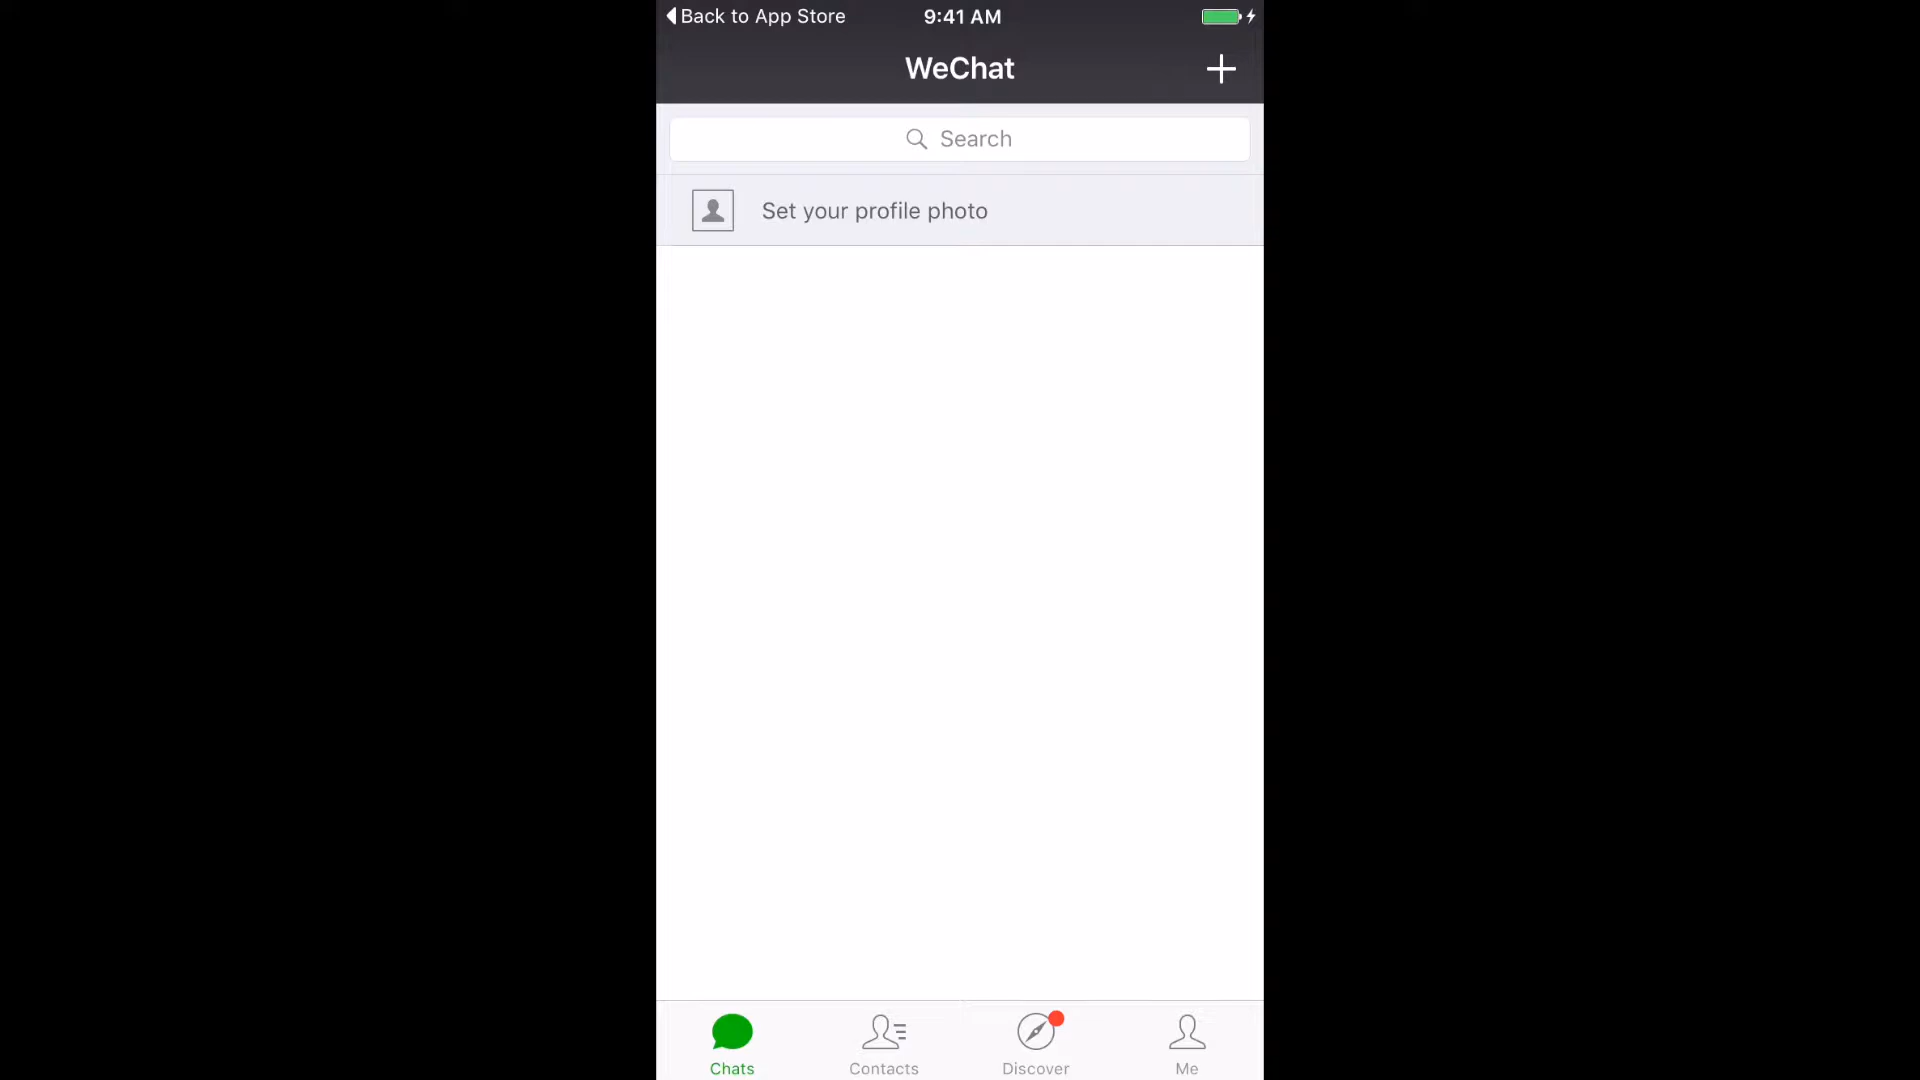 Back to App Store 9:41 AM
WeChat
Search
Set your profile photo
Chats Contacts Discover Me